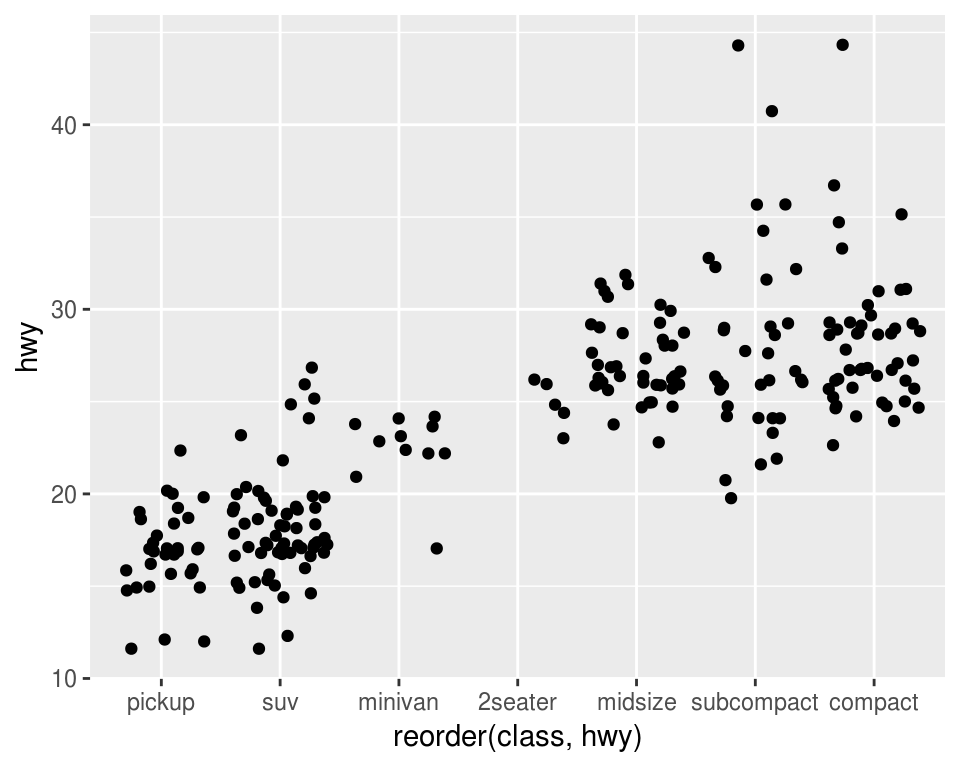 hwy
40
30
20
10
pickup suv minivan 2seater midsize subcompact compact
reorder(class, hwy)